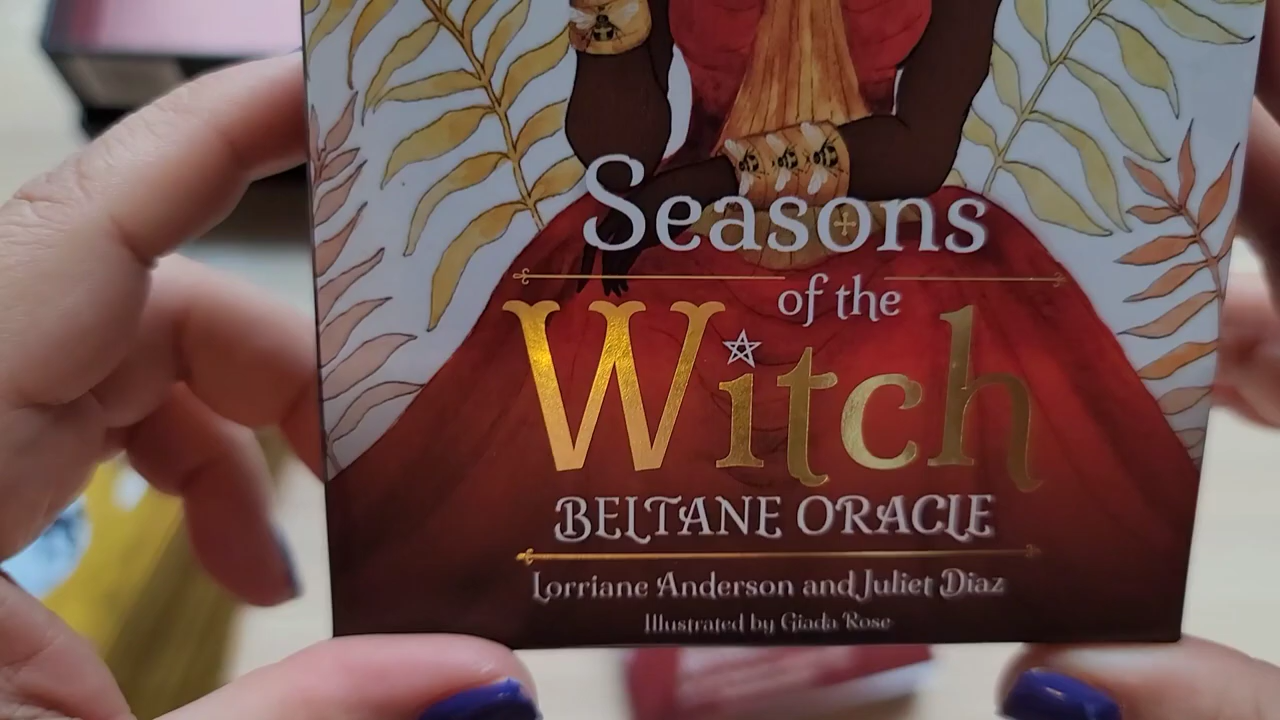 Seasons
of the
Witch
BELTANE ORACLE
Lorriane Anderson and Juliet Diaz
Illustrated by Giada Rose